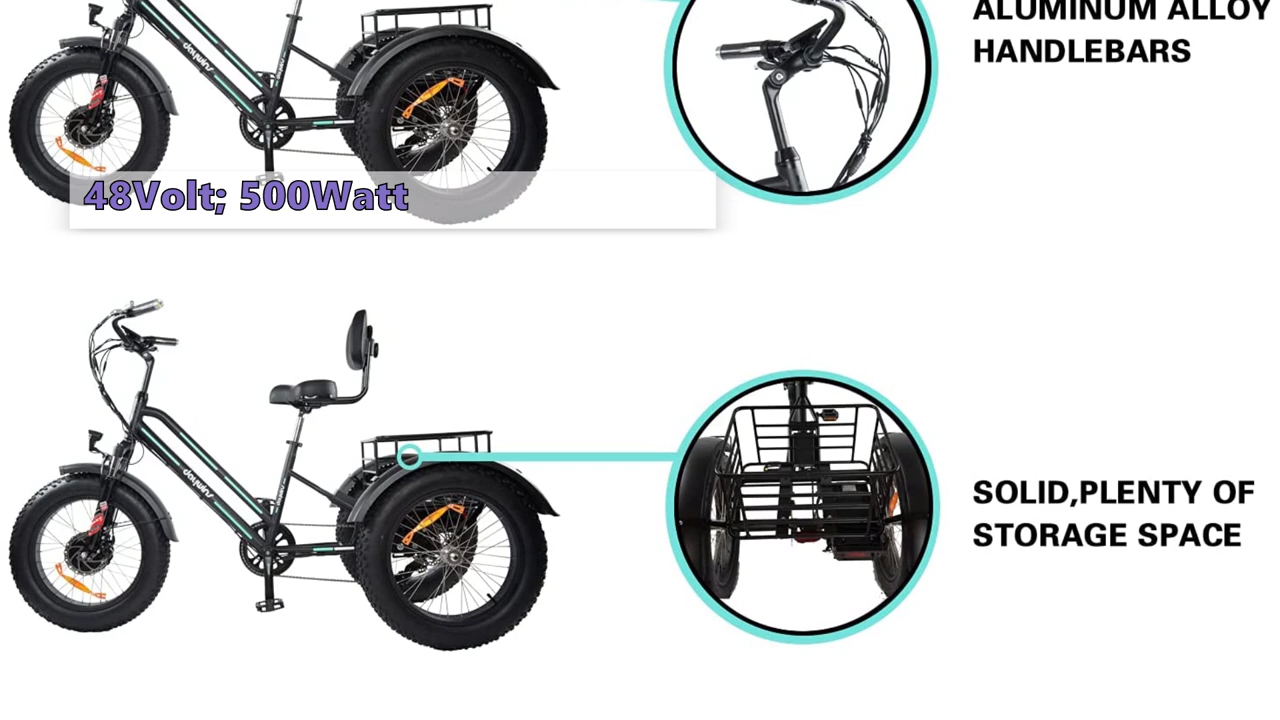 ALUMINUM ALLOY
HANDLEBARS
48Volt; 500Watt
SOLID,PLENTY OF
STORAGE SPACE